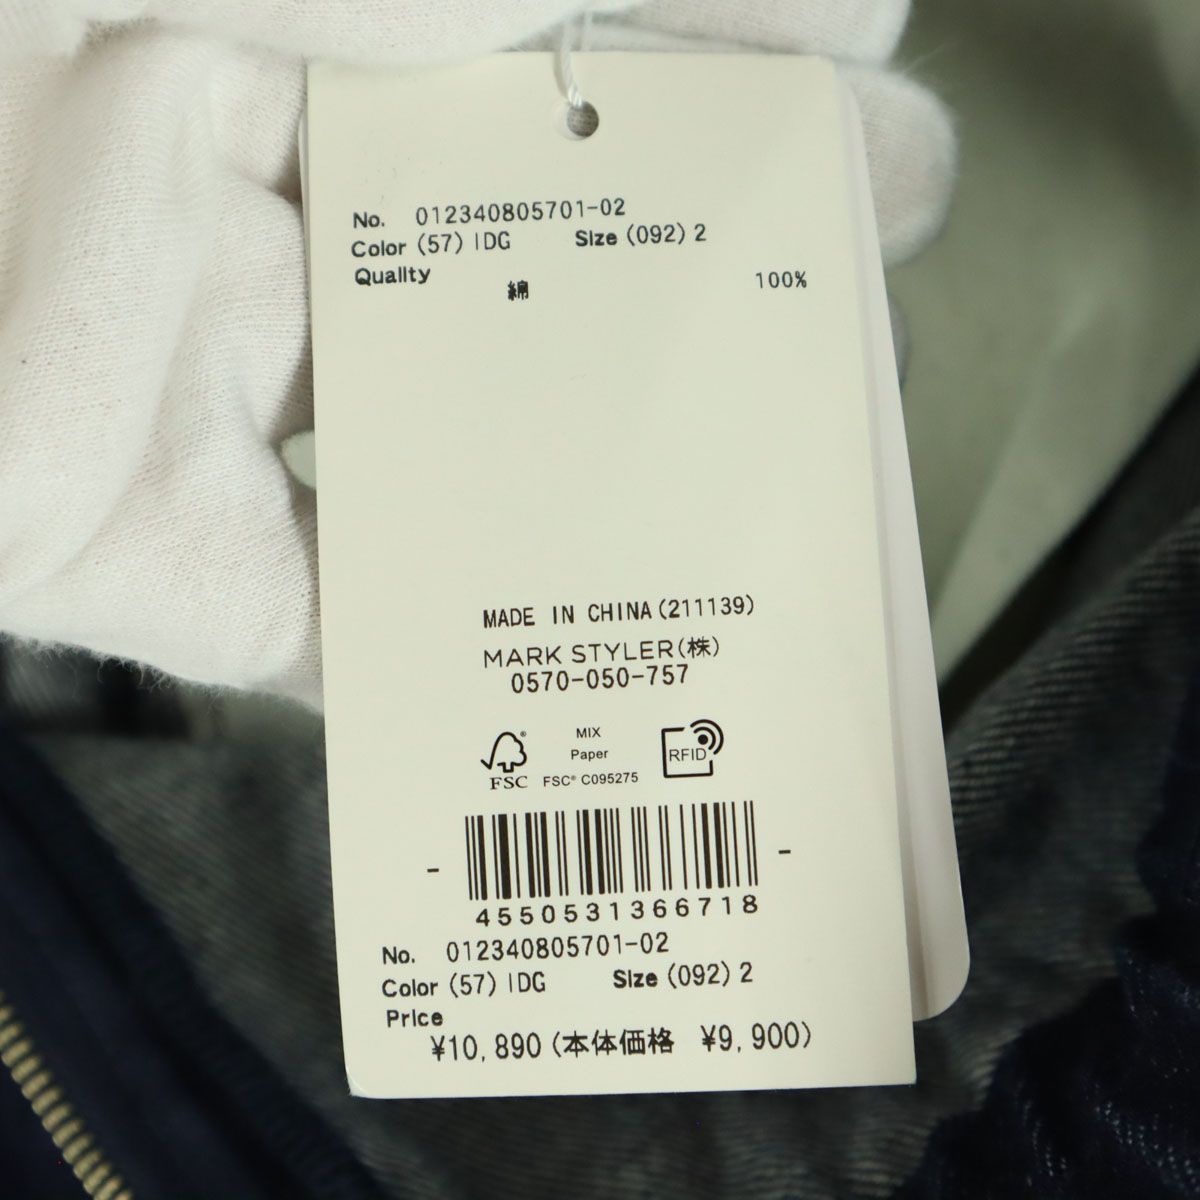 No. 012340805701-02
Color (57) IDG Size (092) 2
Quality
綿 100%
MADE IN CHINA(211139)
MARK STYLER(株)
0570-050-757
MIX
Paper
FSC® C095275
FSC
RFID
- -
4550531366718
No. 012340805701-02
Color (57) IDG Size (092) 2
Price
¥10,890(本体価格 ¥9,900)